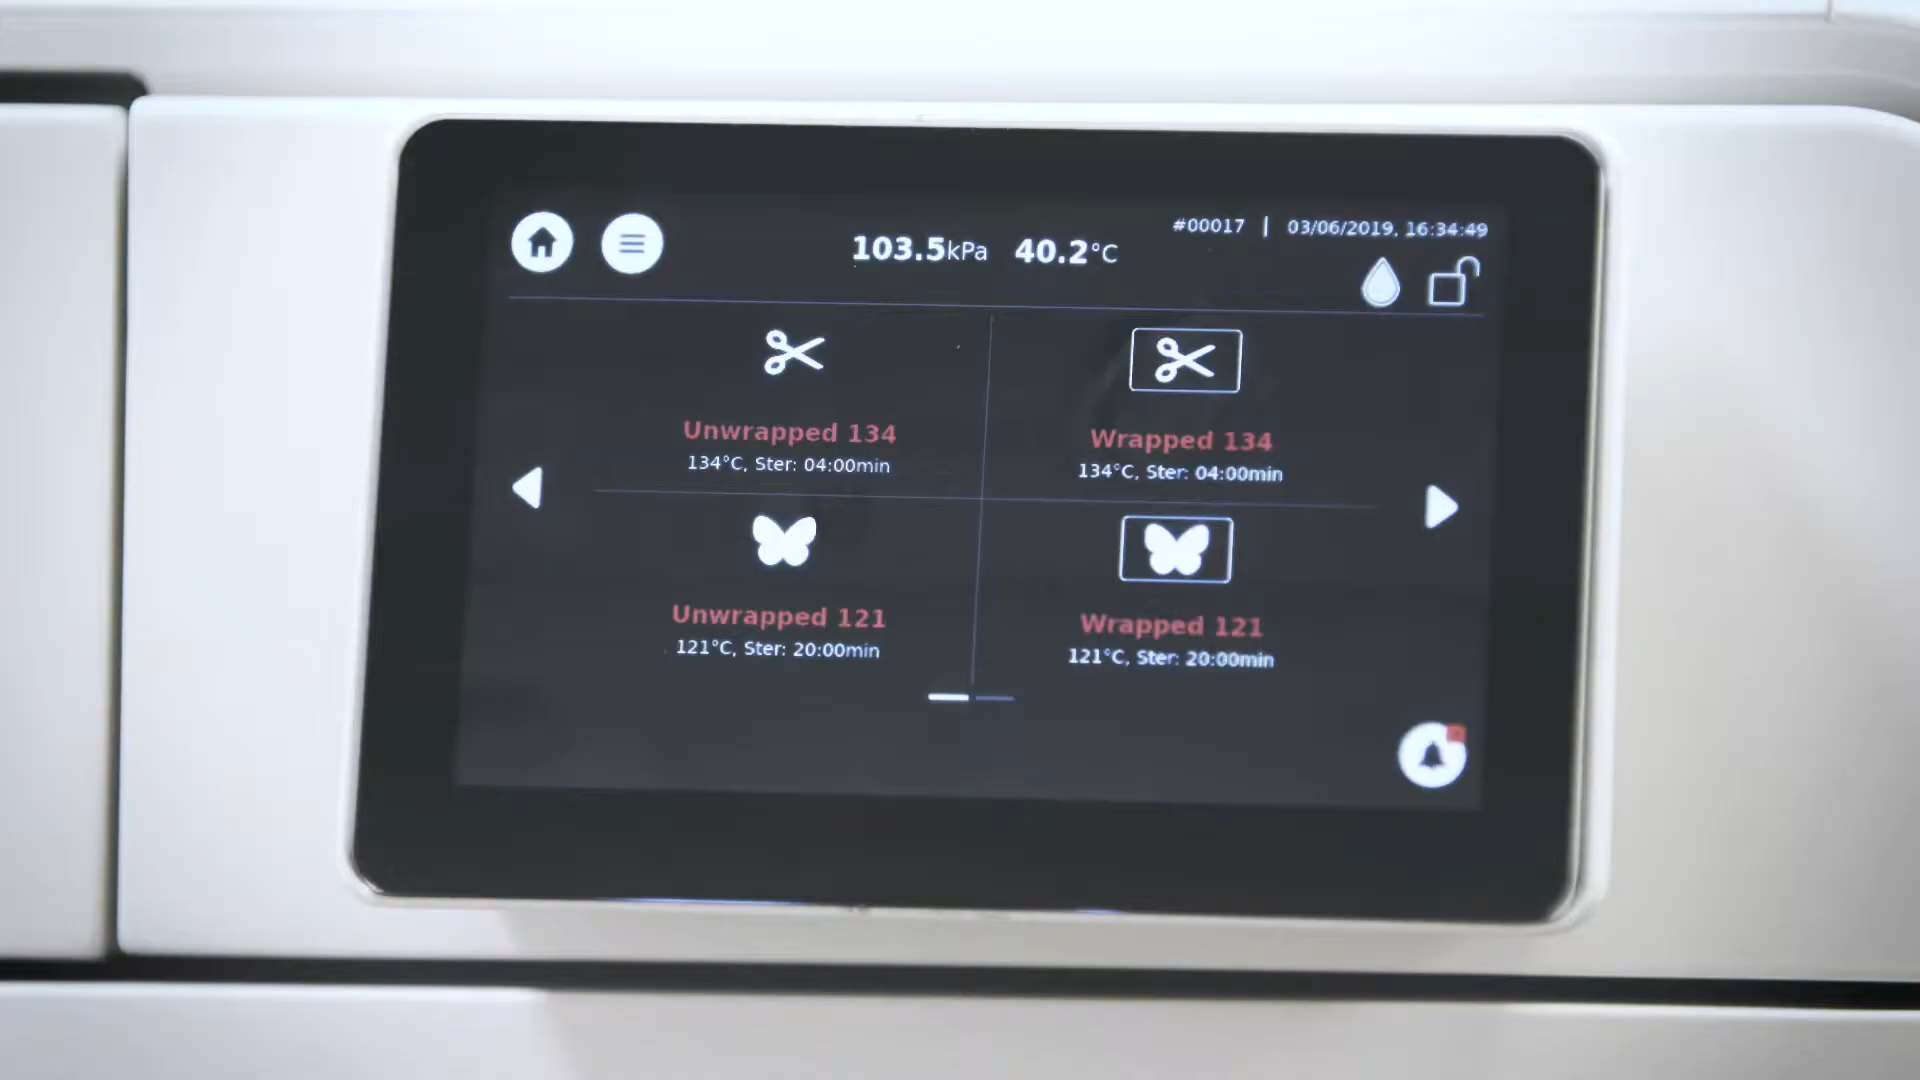 #00017 | 03/06/2019, 16:34:49
103.5kPa 40.2°C
Unwrapped 134
134°C, Ster: 04:00min
Wrapped 134
134°C, Ster: 04:00min
Unwrapped 121
121°C, Ster: 20:00min
Wrapped 121
121°C, Ster: 20:00min